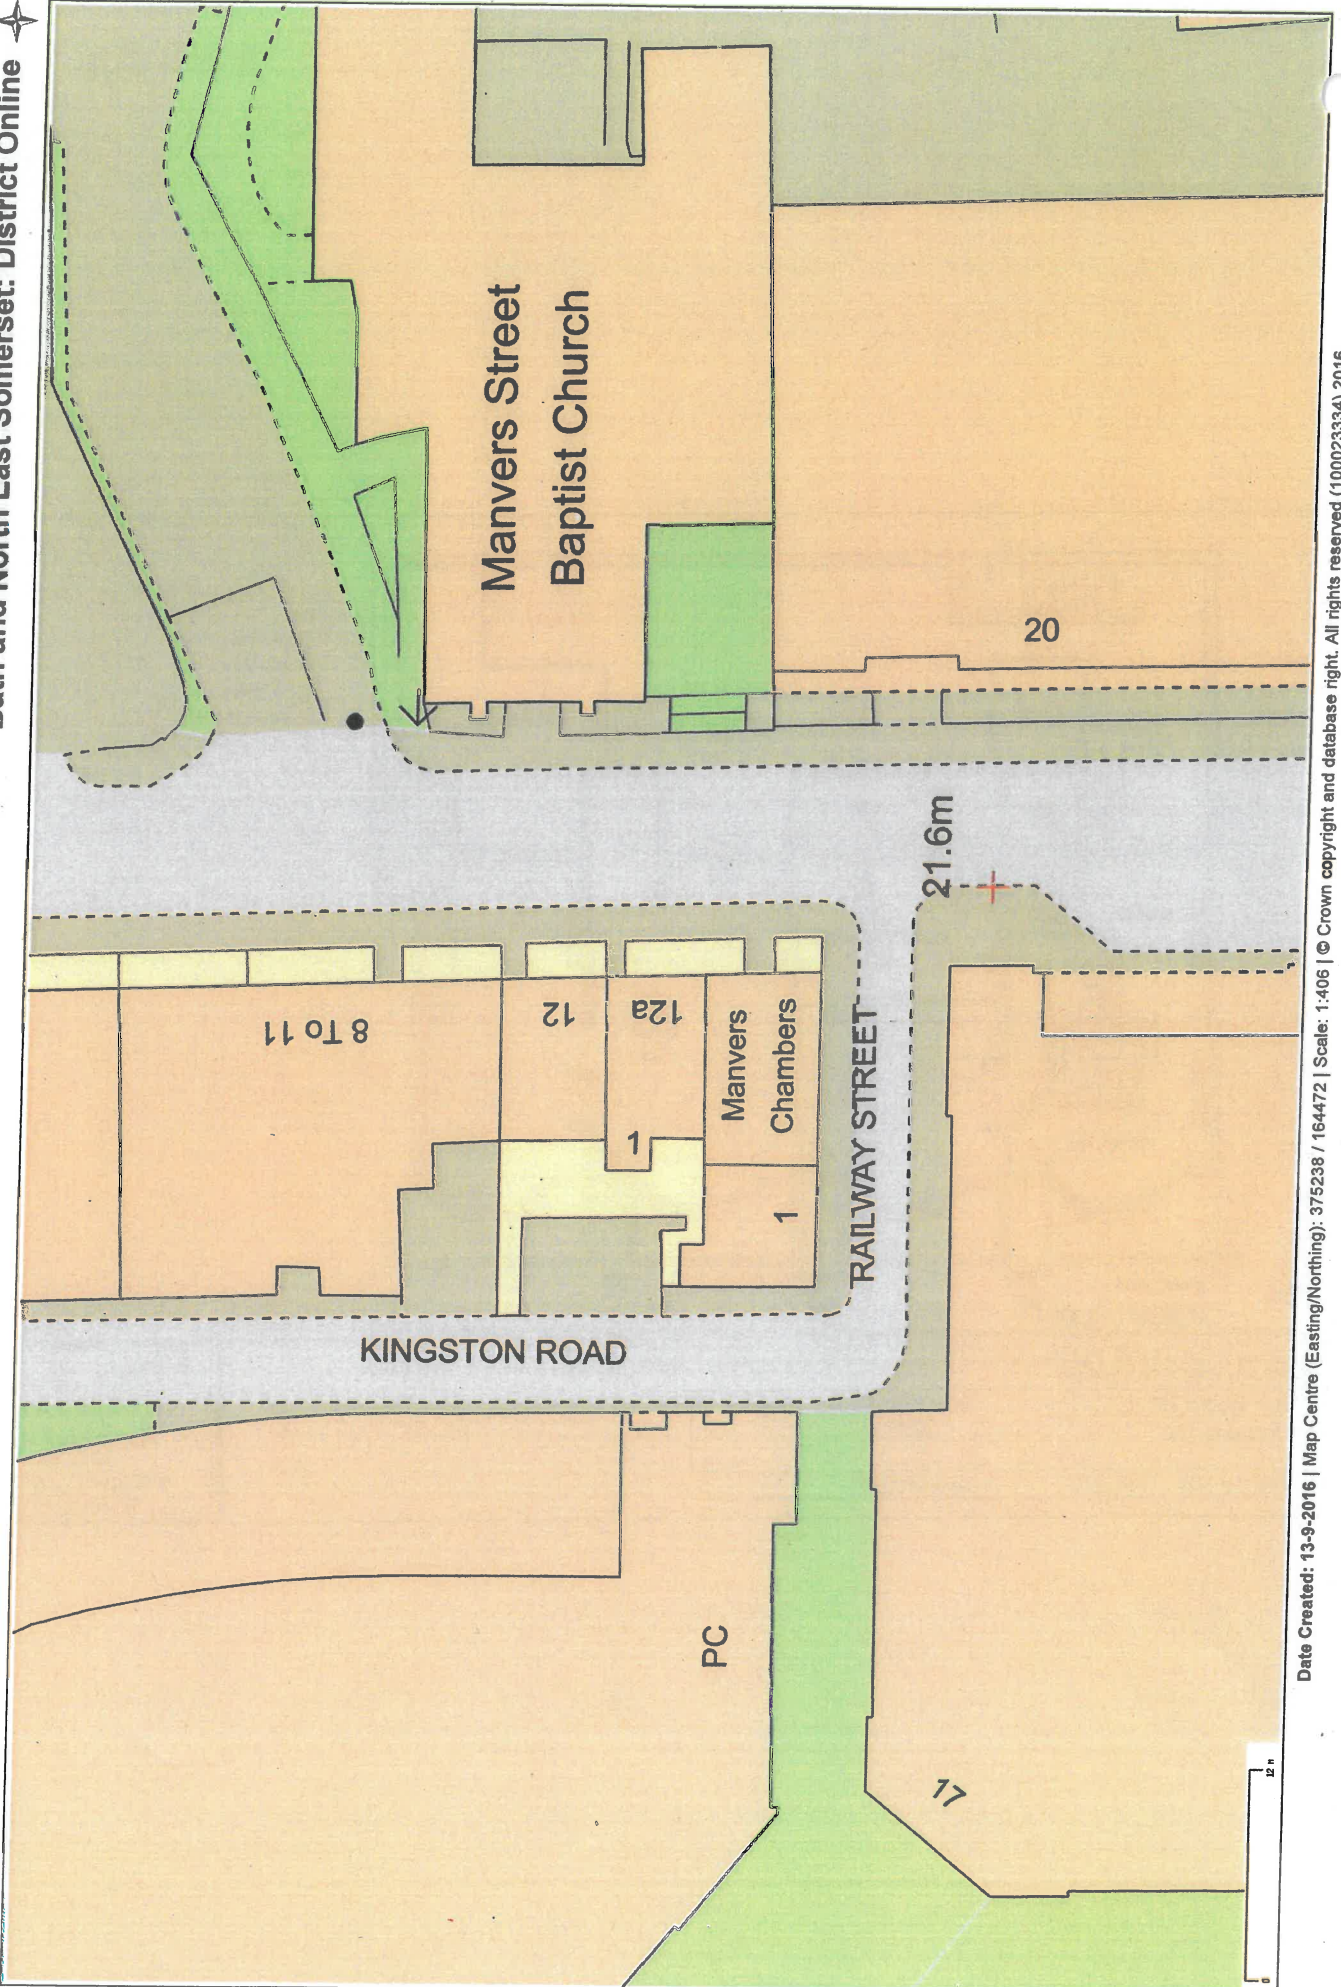 Bath and North East Somerset: District Online
Manvers Street
Baptist Church
20
21.6m
8 To 11
12
12a
Manvers
Chambers
1
1
RAILWAY STREET
KINGSTON ROAD
PC
17
0
12 M
Date Created: 13-9-2016 | Map Centre (Easting/Northing): 375238 / 164472 | Scale: 1:406 | © Crown copyright and database right. All rights reserved (100023334) 2016